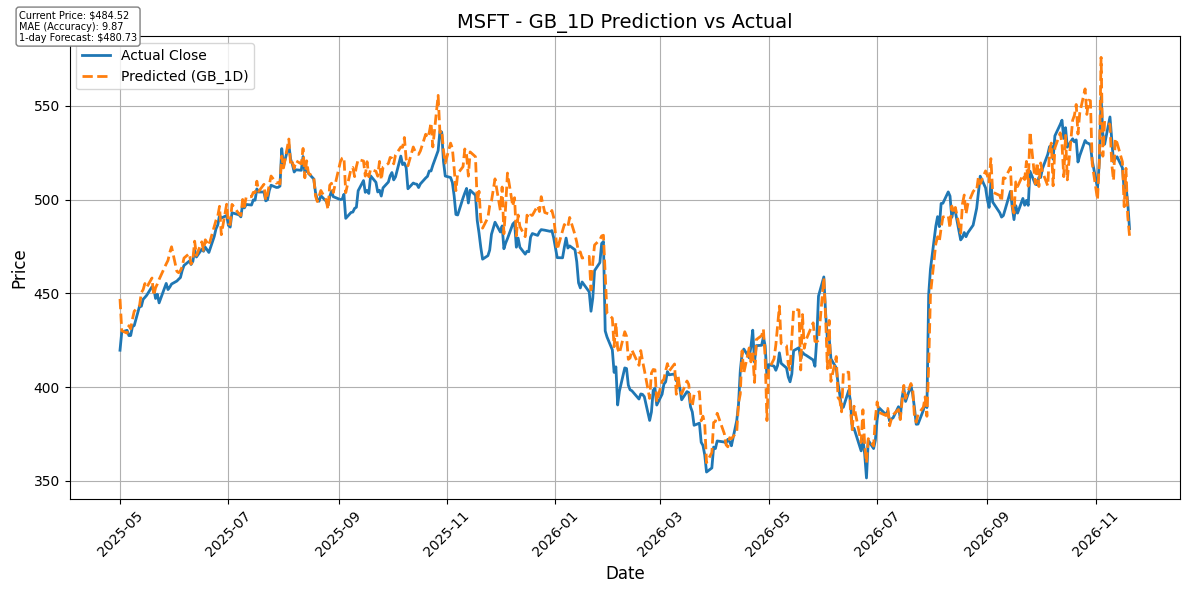 MSFT - GB_1D Prediction vs Actual
Current Price: $484.52
MAE (Accuracy): 9.87
1-day Forecast: $480.73
Actual Close
Predicted (GB_1D)
Price
550
500
450
400
350
2025-05
2025-07
2025-09
2025-11
2026-01
2026-03
2026-05
2026-07
2026-09
2026-11
Date